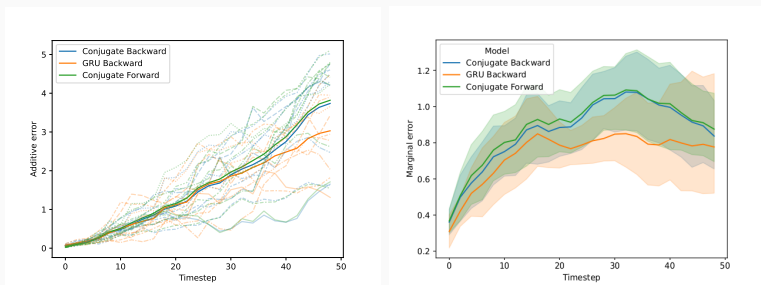 Conjugate Backward
GRU Backward
Conjugate Forward
5
4
3
2
1
0
Additive error
0
10
20
30
40
50
Timestep
Model
Conjugate Backward
GRU Backward
Conjugate Forward
1.2
1.0
0.8
0.6
0.4
0.2
Marginal error
0
10
20
30
40
50
Timestep